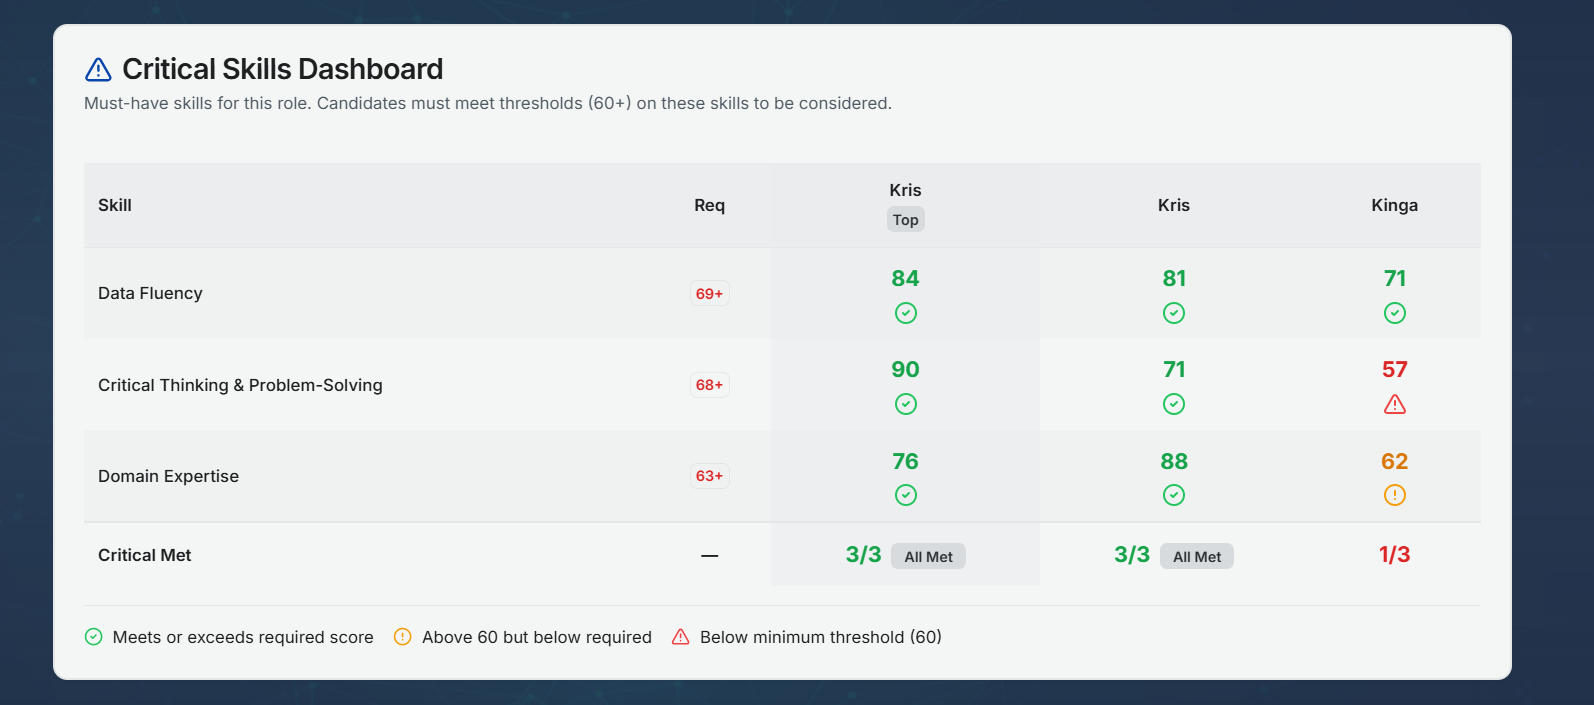 Critical Skills Dashboard
Must-have skills for this role. Candidates must meet thresholds (60+) on these skills to be considered.
Skill Req Kris Top Kris Kinga
Data Fluency 69+ 84 81 71
Critical Thinking & Problem-Solving 68+ 90 71 57
Domain Expertise 63+ 76 88 62
Critical Met — 3/3 All Met 3/3 All Met 1/3
Meets or exceeds required score Above 60 but below required Below minimum threshold (60)